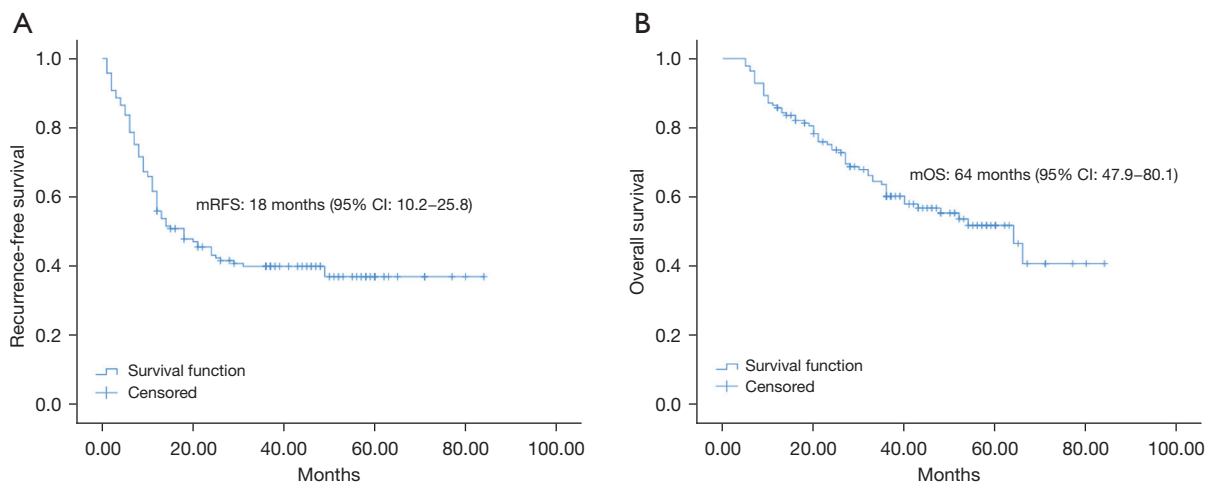 A
1.0
0.8
0.6
0.4
0.2
0.0
Recurrence-free survival
mRFS: 18 months (95% CI: 10.2–25.8)
Survival function
Censored
0.00 20.00 40.00 60.00 80.00 100.00
Months
B
1.0
0.8
0.6
0.4
0.2
0.0
Overall survival
mOS: 64 months (95% CI: 47.9–80.1)
Survival function
Censored
0.00 20.00 40.00 60.00 80.00 100.00
Months